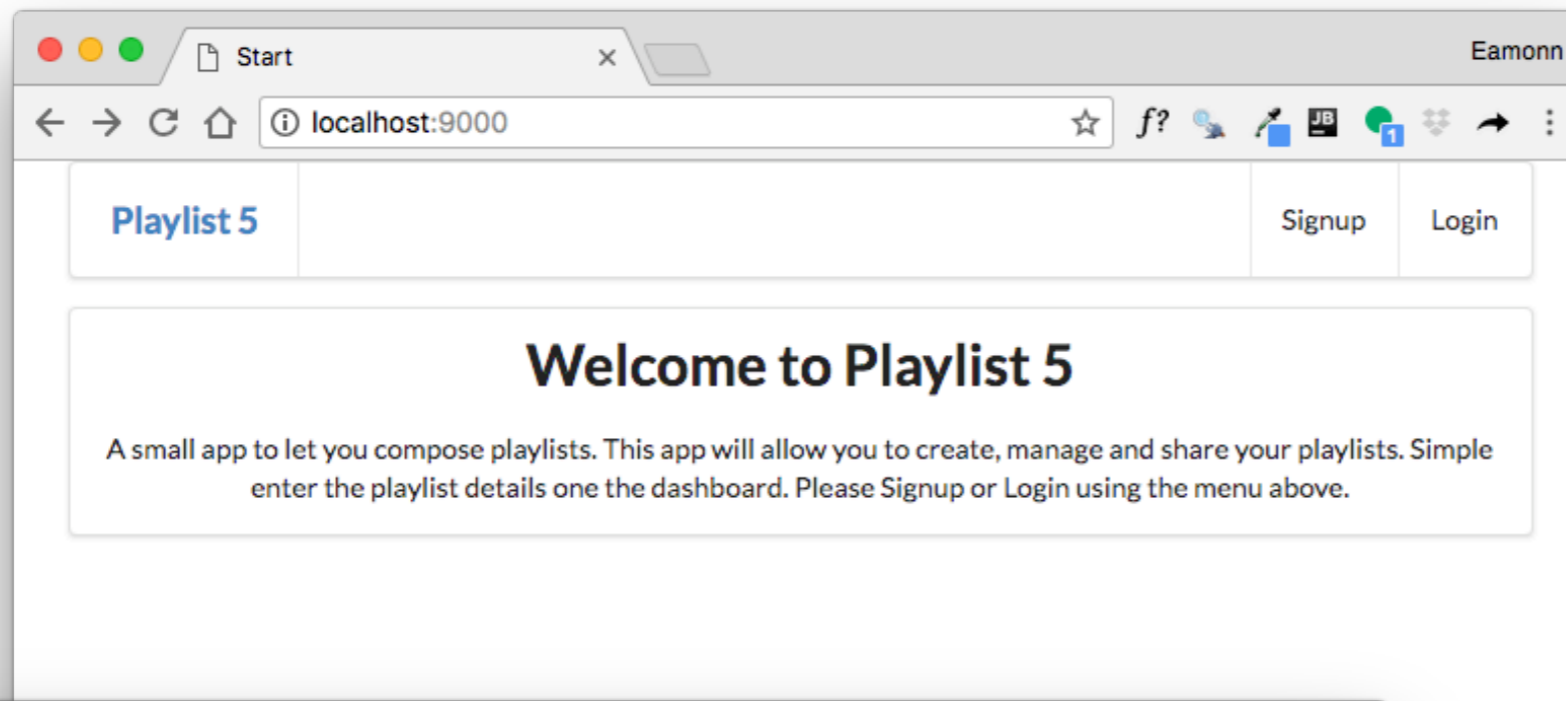 Start
Eamonn
localhost:9000
f?
JB
1
Playlist 5
Signup
Login
Welcome to Playlist 5
A small app to let you compose playlists. This app will allow you to create, manage and share your playlists. Simple
enter the playlist details one the dashboard. Please Signup or Login using the menu above.